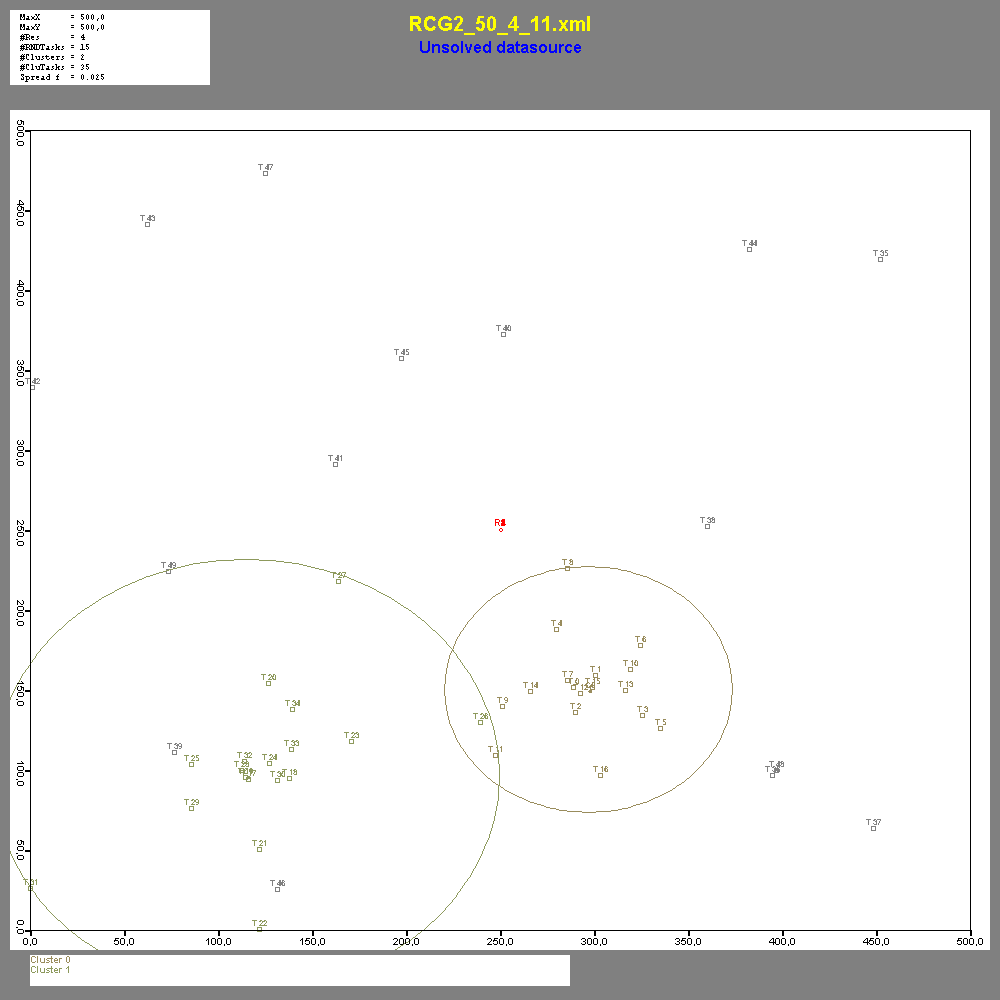 MaxX = 500,0
MaxY = 500,0
#Res = 4
#RNDTasks = 15
#Clusters = 2
#CluTasks = 35
Spread f = 0.025
RCG2_50_4_11.xml
Unsolved datasource
500,0
450,0
400,0
350,0
300,0
250,0
200,0
150,0
100,0
50,0
0,0
T 47
T 43
T 44
T 35
T 40
T 45
T 42
T 41
T 38
T 49
T 27
T 8
T 4
T 6
T 10
T 1
T 7
T 13
T 14
T 9
T 2
T 3
T 26
T 5
T 11
T 16
T 20
T 34
T 23
T 33
T 39
T 32
T 25
T 24
T 30
T 18
T 29
T 21
T 46
T 31
T 22
T 48
T 37
0,0 50,0 100,0 150,0 200,0 250,0 300,0 350,0 400,0 450,0 500,0
Cluster 0
Cluster 1